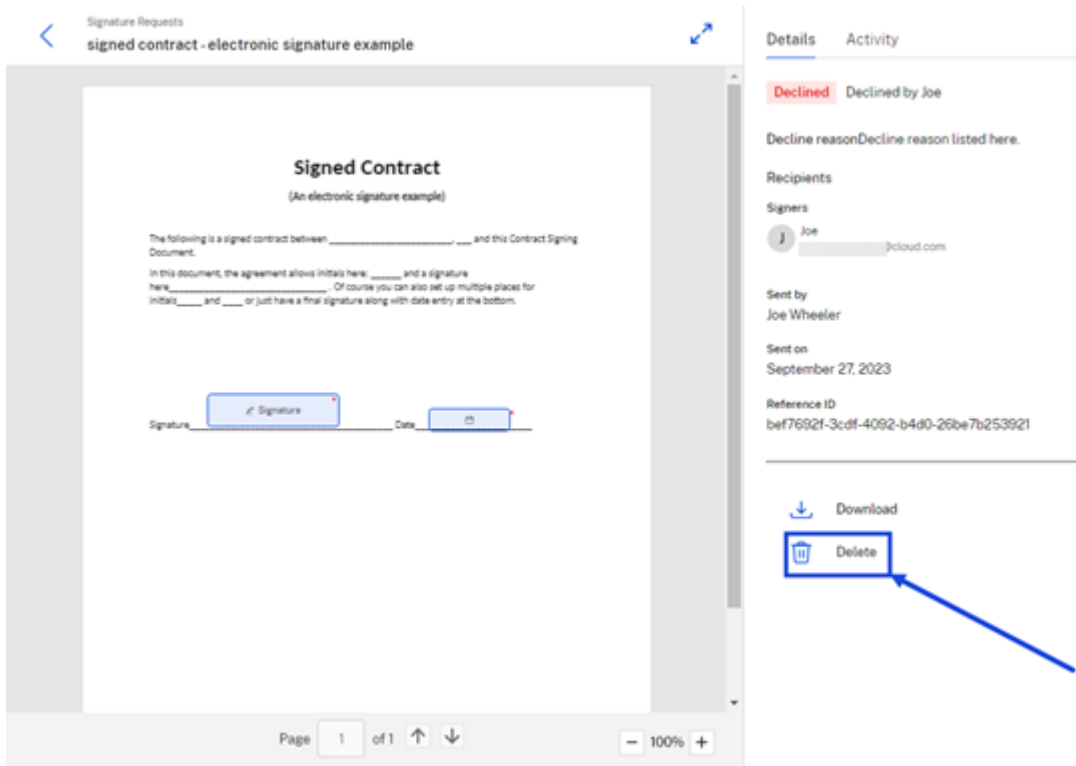 Signature Requests
signed contract - electronic signature example
Signed Contract
(An electronic signature example)
The following is a signed contract between ________________________, ___ and this Contract Signing
Document.
In this document, the agreement allows initials here: ______ and a signature
here_______________________________ . Of course you can also set up multiple places for
initials_____ and ____ or just have a final signature along with date entry at the bottom.
Signature
Signature________________________________________ Date_______________________
Page 1 of 1
100%
Details Activity
Declined Declined by Joe
Decline reasonDecline reason listed here.
Recipients
Signers
J Joe
cloud.com
Sent by
Joe Wheeler
Sent on
September 27, 2023
Reference ID
bef7692f-3cdf-4092-b4d0-26be7b253921
Download
Delete